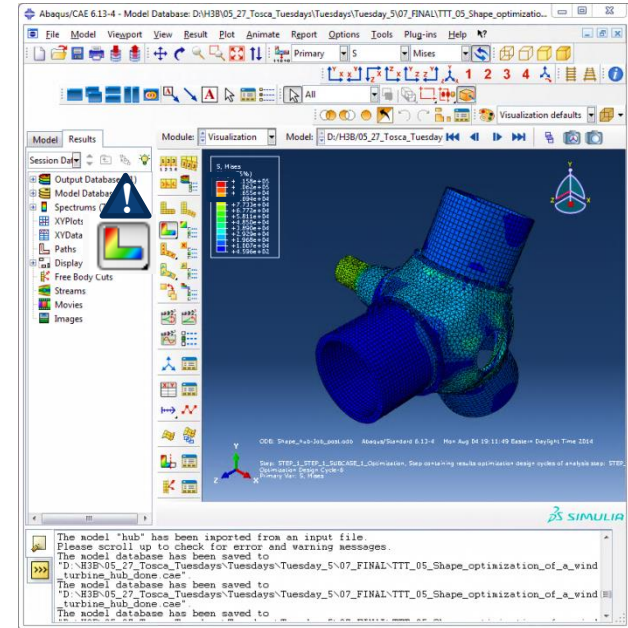 Abaqus/CAE 6.13-4 - Model Database: D:\H3B\05_27_Tosca_Tuesdays\Tuesdays\Tuesday_5\07_FINAL\TTT_05_Shape_optimizatio...
File Model Viewport View Result Plot Animate Report Options Tools Plug-ins Help
Primary S Mises
1 2 3 4
All
Visualization defaults
Model Results
Module: Visualization Model: D:/H3B/05_27_Tosca_Tuesday
Session Dat
Output Database
Model Databas
Spectrums
XYPlots
XYData
Paths
Display
Free Body Cuts
Streams
Movies
Images
S, Mises
ODB: Shape_hub-Job_post.odb Abaqus/Standard 6.13-4 Mon Aug 04 19:11:49 Eastern Daylight Time 2014
Step: STEP_1_STEP_1_SUBCASE_1_Optimization, Step containing results optimization design cycles of analysis step: STEP_
Optimization Design Cycle
Primary Var: S, Mises
SIMULIA
The model "hub" has been imported from an input file.
Please scroll up to check for error and warning messages.
The model database has been saved to
"D:\H3B\05_27_Tosca_Tuesdays\Tuesdays\Tuesday_5\07_FINAL\TTT_05_Shape_optimization_of_a_wind
_turbine_hub_done.cae".
The model database has been saved to
"D:\H3B\05_27_Tosca_Tuesdays\Tuesdays\Tuesday_5\07_FINAL\TTT_05_Shape_optimization_of_a_wind
_turbine_hub_done.cae".
The model database has been saved to